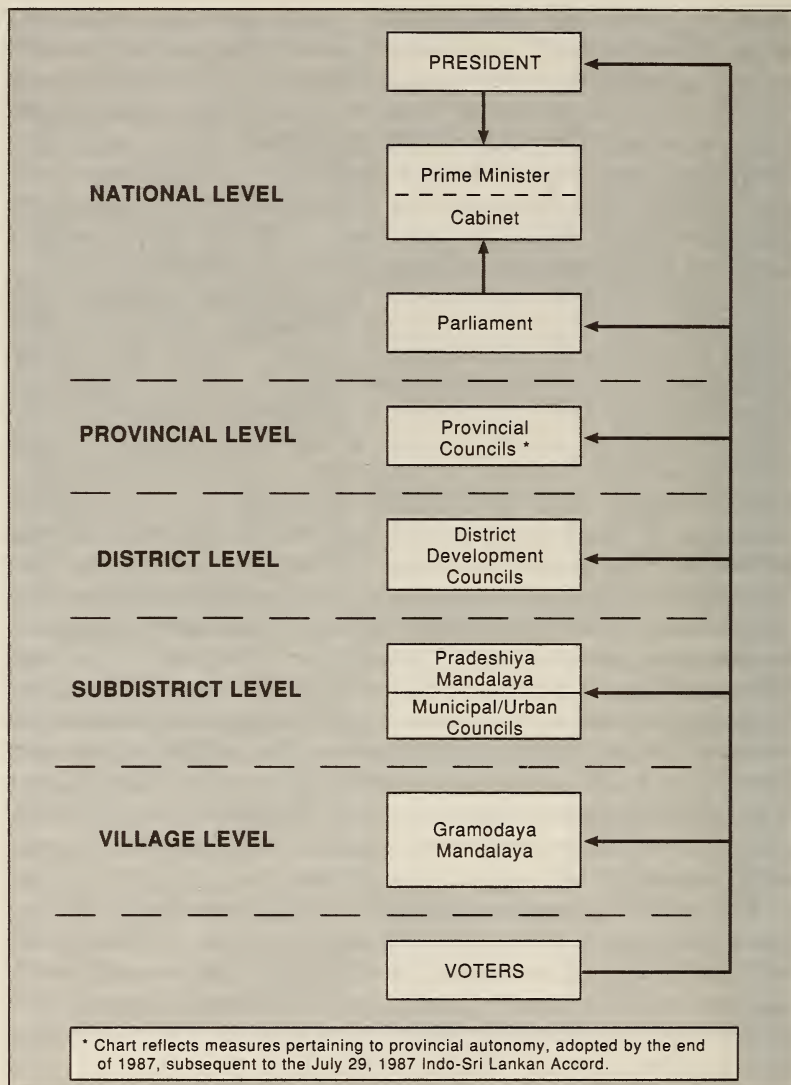 PRESIDENT
NATIONAL LEVEL
Prime Minister
Cabinet
Parliament
PROVINCIAL LEVEL
Provincial
Councils *
DISTRICT LEVEL
District
Development
Councils
SUBDISTRICT LEVEL
Pradeshiya
Mandalaya
Municipal/Urban
Councils
VILLAGE LEVEL
Gramodaya
Mandalaya
VOTERS
* Chart reflects measures pertaining to provincial autonomy, adopted by the end
of 1987, subsequent to the July 29, 1987 Indo-Sri Lankan Accord.